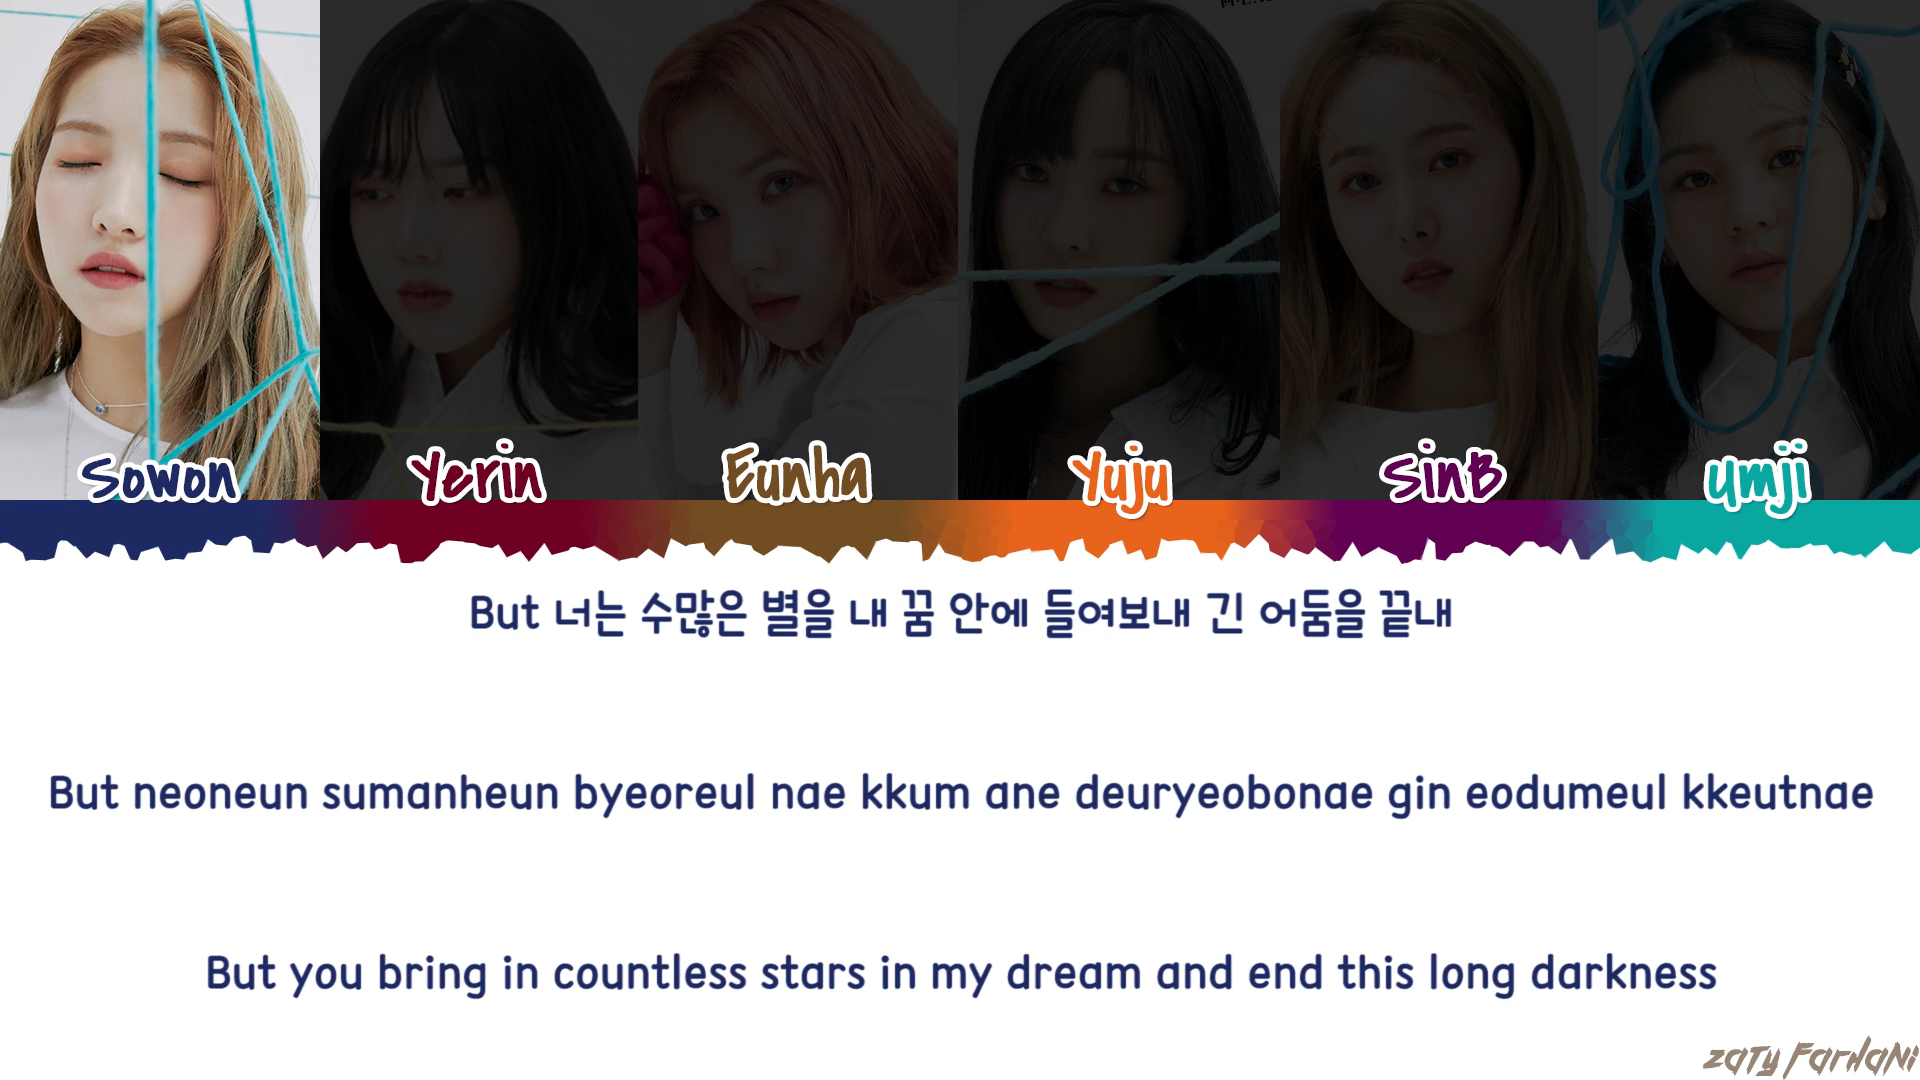 Sowon Yerin Eunha Yuju SinB Umji
But 너는 수많은 별을 내 꿈 안에 들여보내 긴 어둠을 끝내
But neoneun sumanheun byeoreul nae kkum ane deuryeobonae gin eodumeul kkeutnae
But you bring in countless stars in my dream and end this long darkness
Zaty Farhani